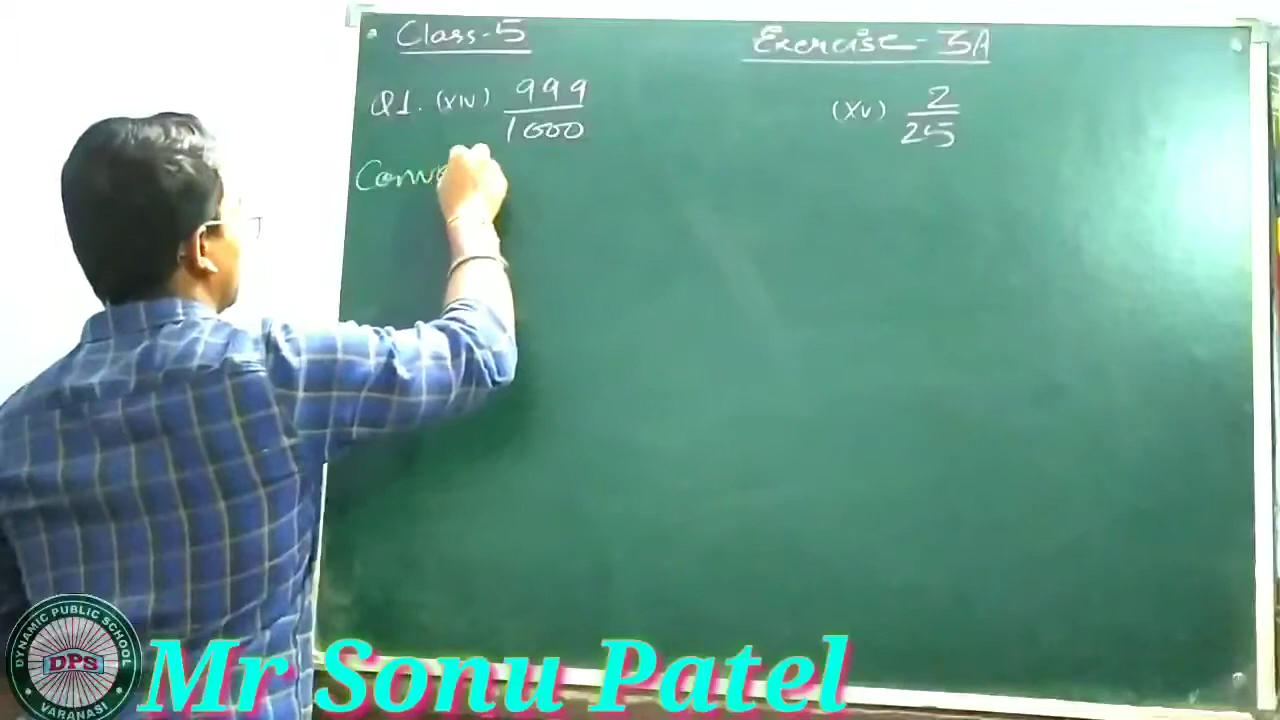 Class-5
Exercise-3A
Q1. (XIV) 999/1000
(XV) 2/25
DYNAMIC PUBLIC SCHOOL
DPS
VARANASI
Mr Sonu Patel